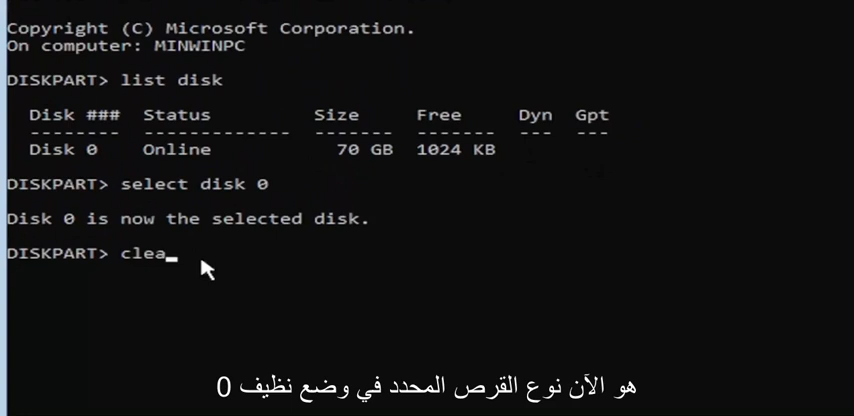 Copyright (C) Microsoft Corporation.
On computer: MINWINPC
DISKPART> list disk
Disk ### Status Size Free Dyn Gpt
-------- ------------- ------- ------- --- ---
Disk 0 Online 70 GB 1024 KB
DISKPART> select disk 0
Disk 0 is now the selected disk.
DISKPART> clea_
هو الآن نوع القرص المحدد في وضع نظيف 0